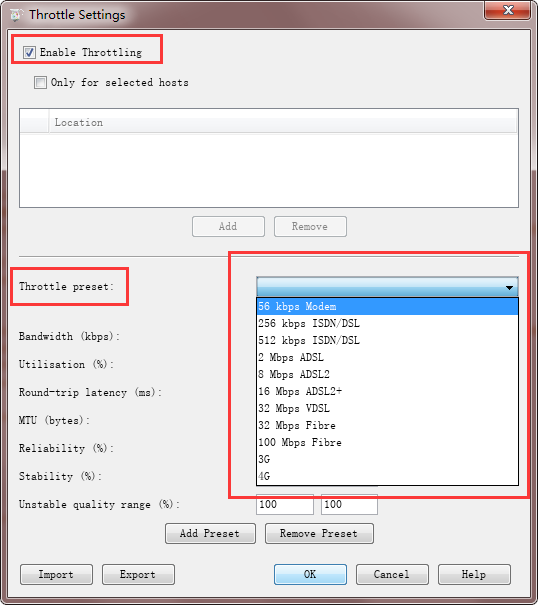 Throttle Settings
Enable Throttling
Only for selected hosts
Location
Add Remove
Throttle preset:
56 kbps Modem
256 kbps ISDN/DSL
512 kbps ISDN/DSL
2 Mbps ADSL
8 Mbps ADSL2
16 Mbps ADSL2+
32 Mbps VDSL
32 Mbps Fibre
100 Mbps Fibre
3G
4G
Bandwidth (kbps):
Utilisation (%):
Round-trip latency (ms):
MTU (bytes):
Reliability (%):
Stability (%):
Unstable quality range (%): 100 100
Add Preset Remove Preset
Import Export OK Cancel Help